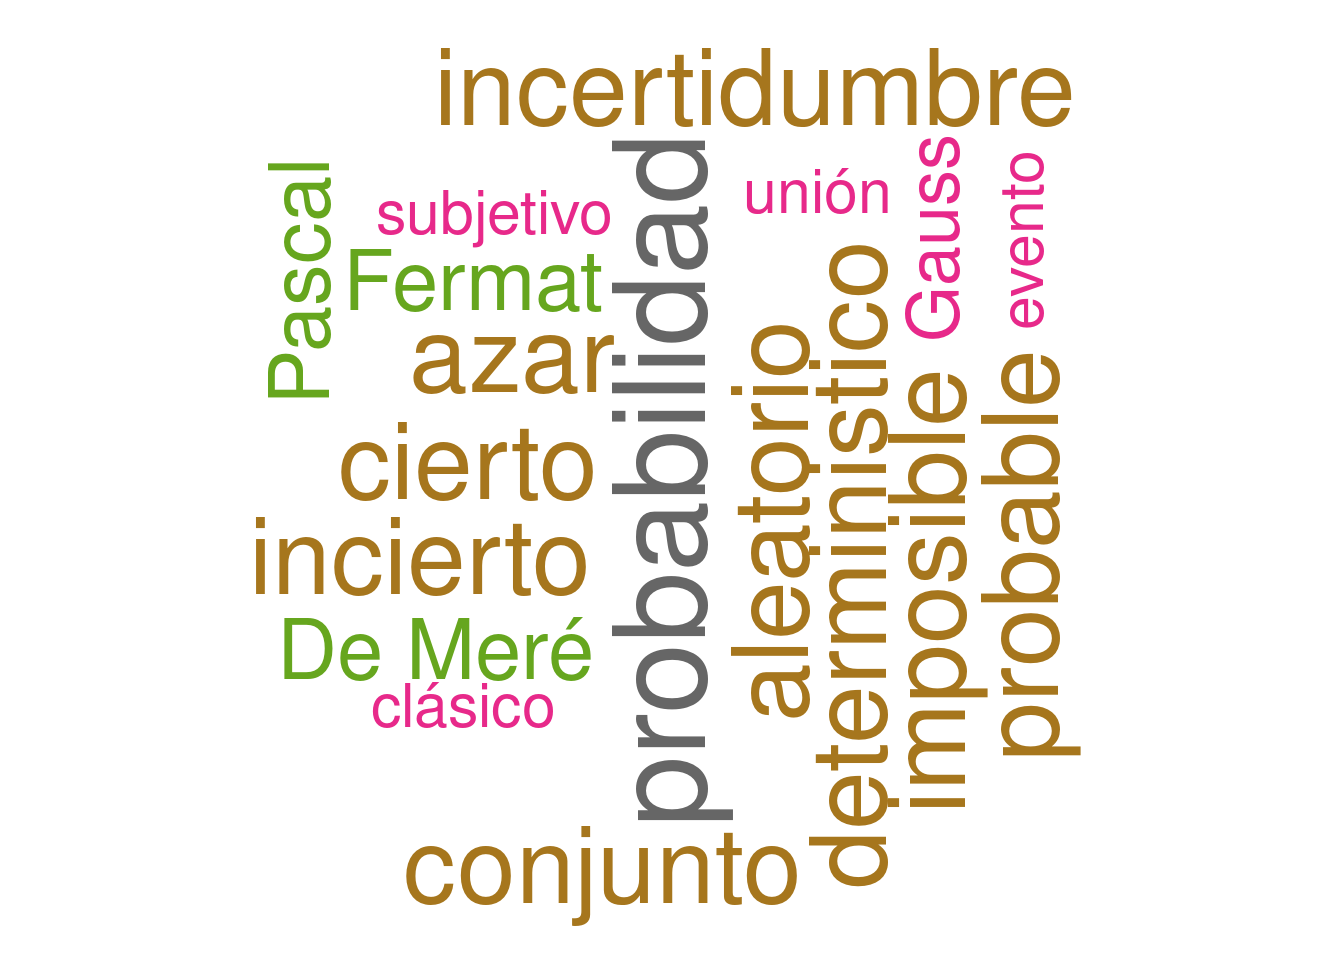 incertidumbre
Pascal
subjetivo
Fermat
azar
cierto
incierto
De Meré
clásico
probabilidad
unión
Gauss
evento
aleatorio
determinístico
imposible
probable
conjunto